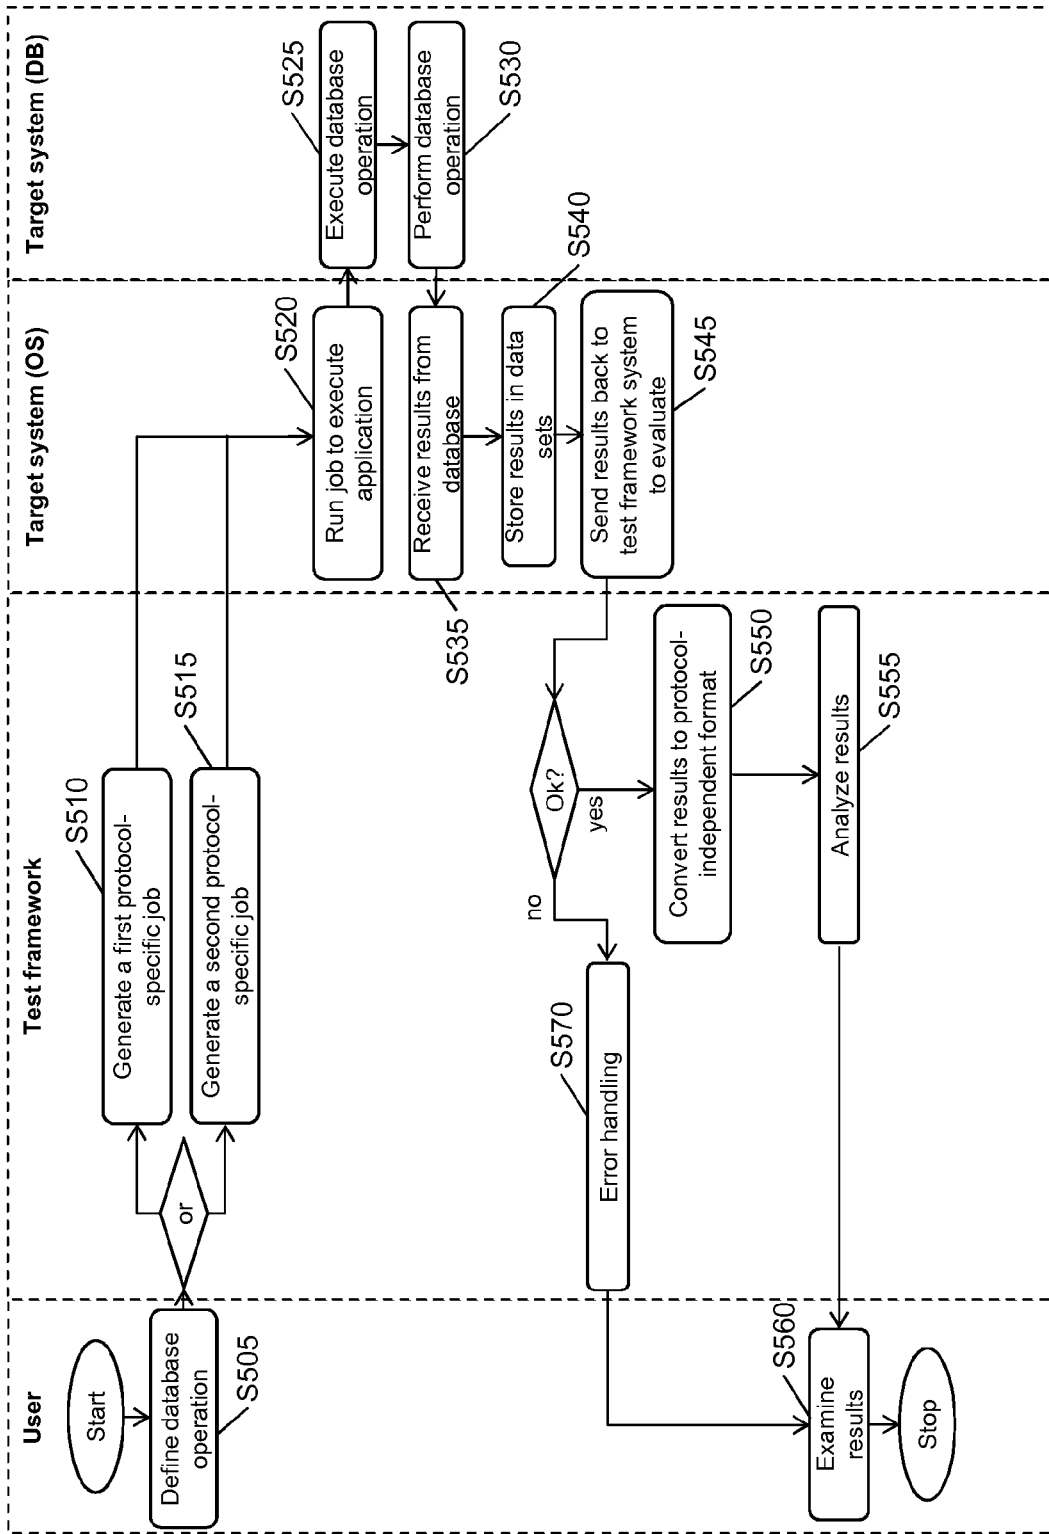 User
Test framework
Target system (OS)
Target system (DB)
Start
Define database
operation
S505
or
Generate a first protocol-
specific job
S510
Generate a second protocol-
specific job
S515
Run job to execute
application
S520
Execute database
operation
S525
Perform database
operation
S530
Receive results from
database
S535
Store results in data
sets
S540
Send results back to
test framework system
to evaluate
S545
Ok?
no
yes
Error handling
S570
Convert results to protocol-
independent format
S550
Analyze results
S555
Examine
results
S560
Stop